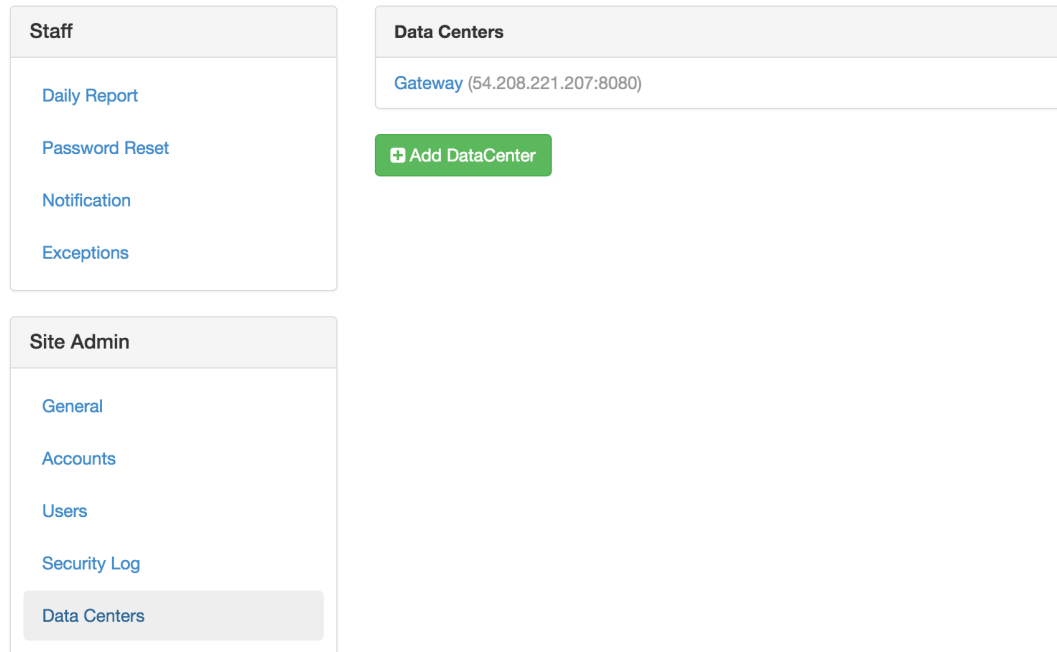 Staff
Daily Report
Password Reset
Notification
Exceptions
Site Admin
General
Accounts
Users
Security Log
Data Centers
Data Centers
Gateway (54.208.221.207:8080)
Add DataCenter